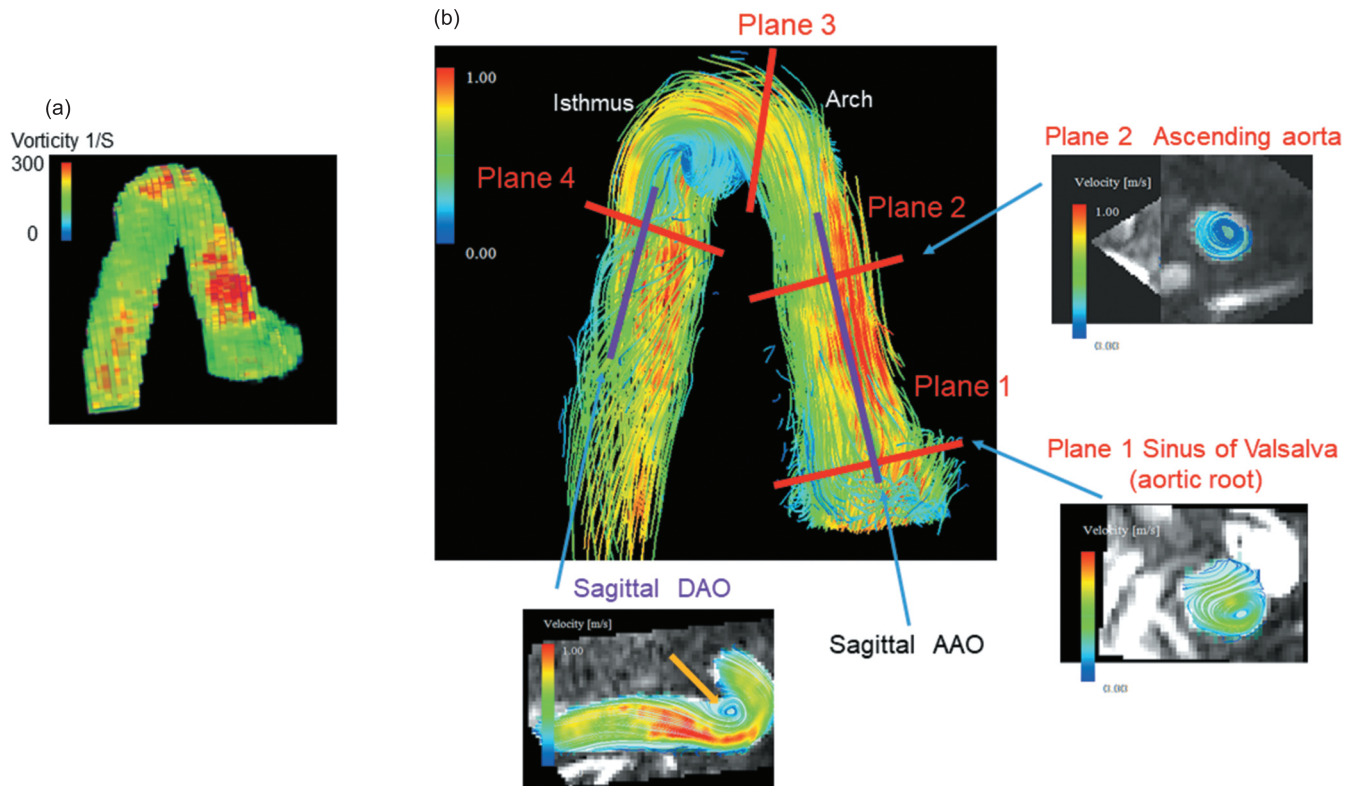 (a)
Vorticity 1/S
300
0
(b)
1.00
0.00
Plane 3
Isthmus
Arch
Plane 4
Plane 2
Plane 1
Plane 2 Ascending aorta
Velocity [m/s]
1.00
0.00
Plane 1 Sinus of Valsalva
(aortic root)
Velocity [m/s]
0.00
Sagittal DAO
Velocity [m/s]
1.00
Sagittal AAO